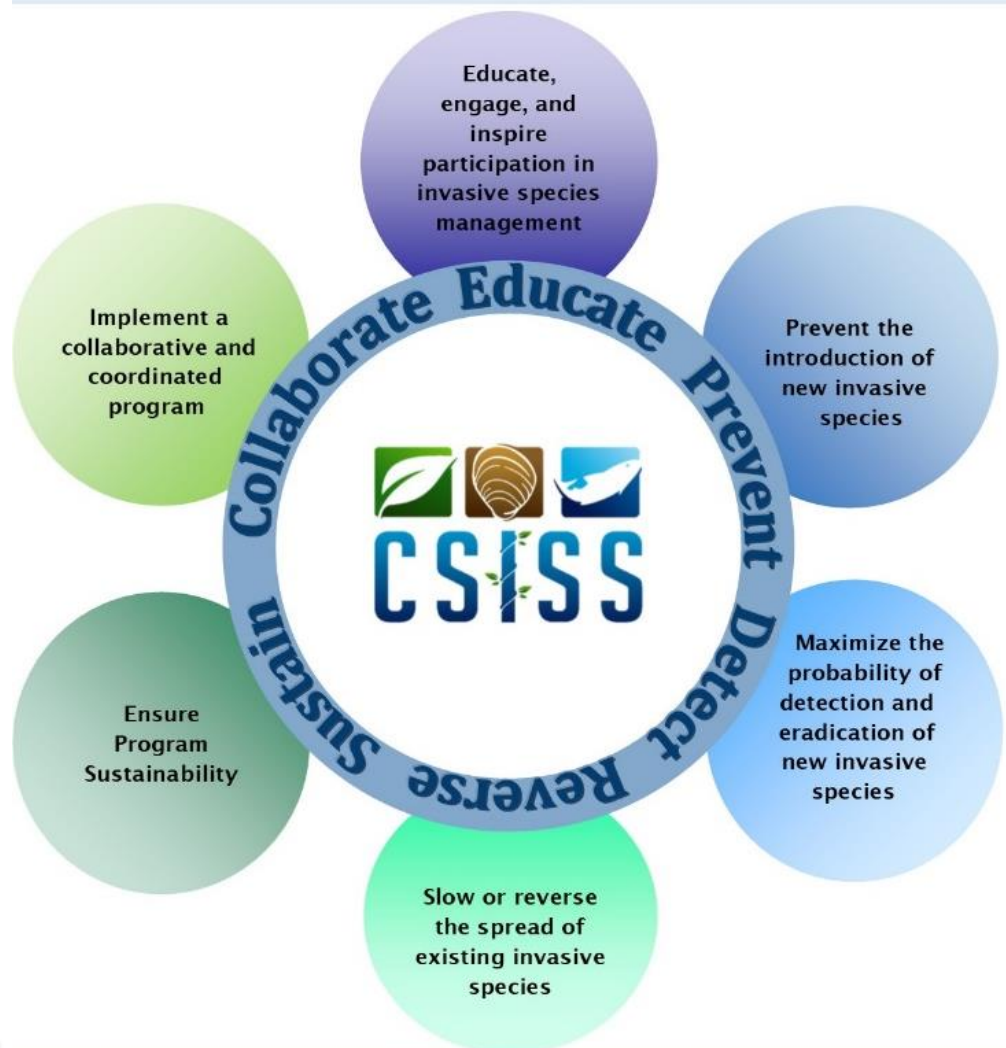 Educate,
engage, and
inspire
participation in
invasive species
management
Prevent the
introduction of
new invasive
species
Maximize the
probability of
detection and
eradication of
new invasive
species
Slow or reverse
the spread of
existing invasive
species
Ensure
Program
Sustainability
Implement a
collaborative and
coordinated
program
Collaborate Educate Prevent Detect Reverse Sustain
CSISS